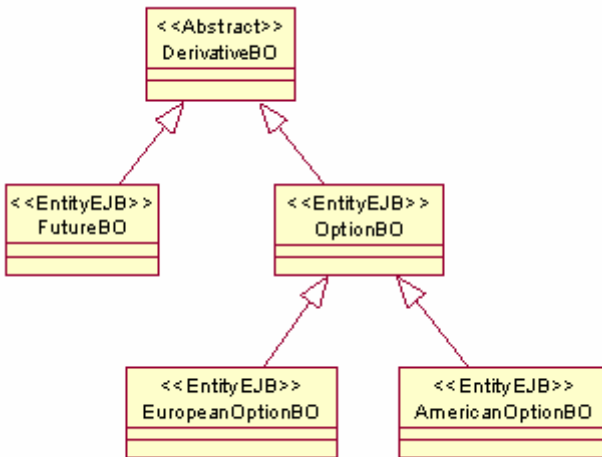 <<Abstract>>
DerivativeBO
<<EntityEJB>>
FutureBO
<<EntityEJB>>
OptionBO
<<EntityEJB>>
EuropeanOptionBO
<<EntityEJB>>
AmericanOptionBO